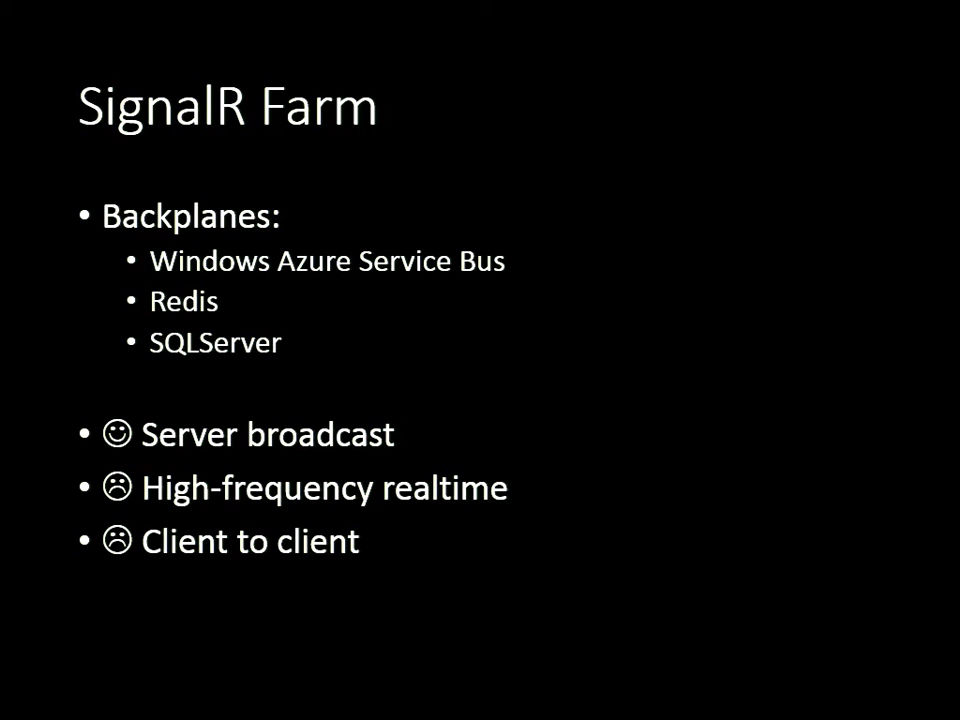 SignalR Farm
• Backplanes:
• Windows Azure Service Bus
• Redis
• SQLServer
• ☺ Server broadcast
• ☹ High-frequency realtime
• ☹ Client to client